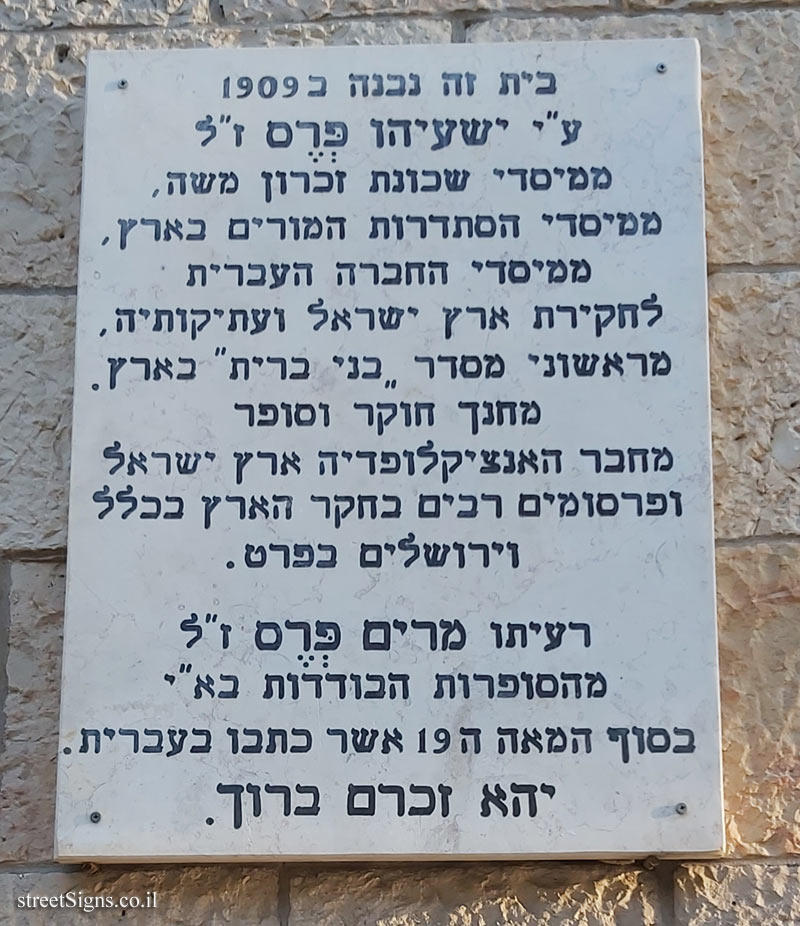 בית זה נבנה ב 1909
ע"י ישעיהו פְּרֶס ז"ל
ממיסדי שכונת זכרון משה,
ממיסדי הסתדרות המורים בארץ,
ממיסדי החברה העברית
לחקירת ארץ ישראל ועתיקותיה,
מראשוני מסדר „בני ברית" בארץ.
מחנך חוקר וסופר
מחבר האנציקלופדיה ארץ ישראל
ופרסומים רבים בחקר הארץ בכלל
וירושלים בפרט.
רעיתו מרים פְּרֶס ז"ל
מהסופרות הבודדות בא"י
בסוף המאה ה 19 אשר כתבו בעברית.
יהא זכרם ברוך.
streetSigns.co.il